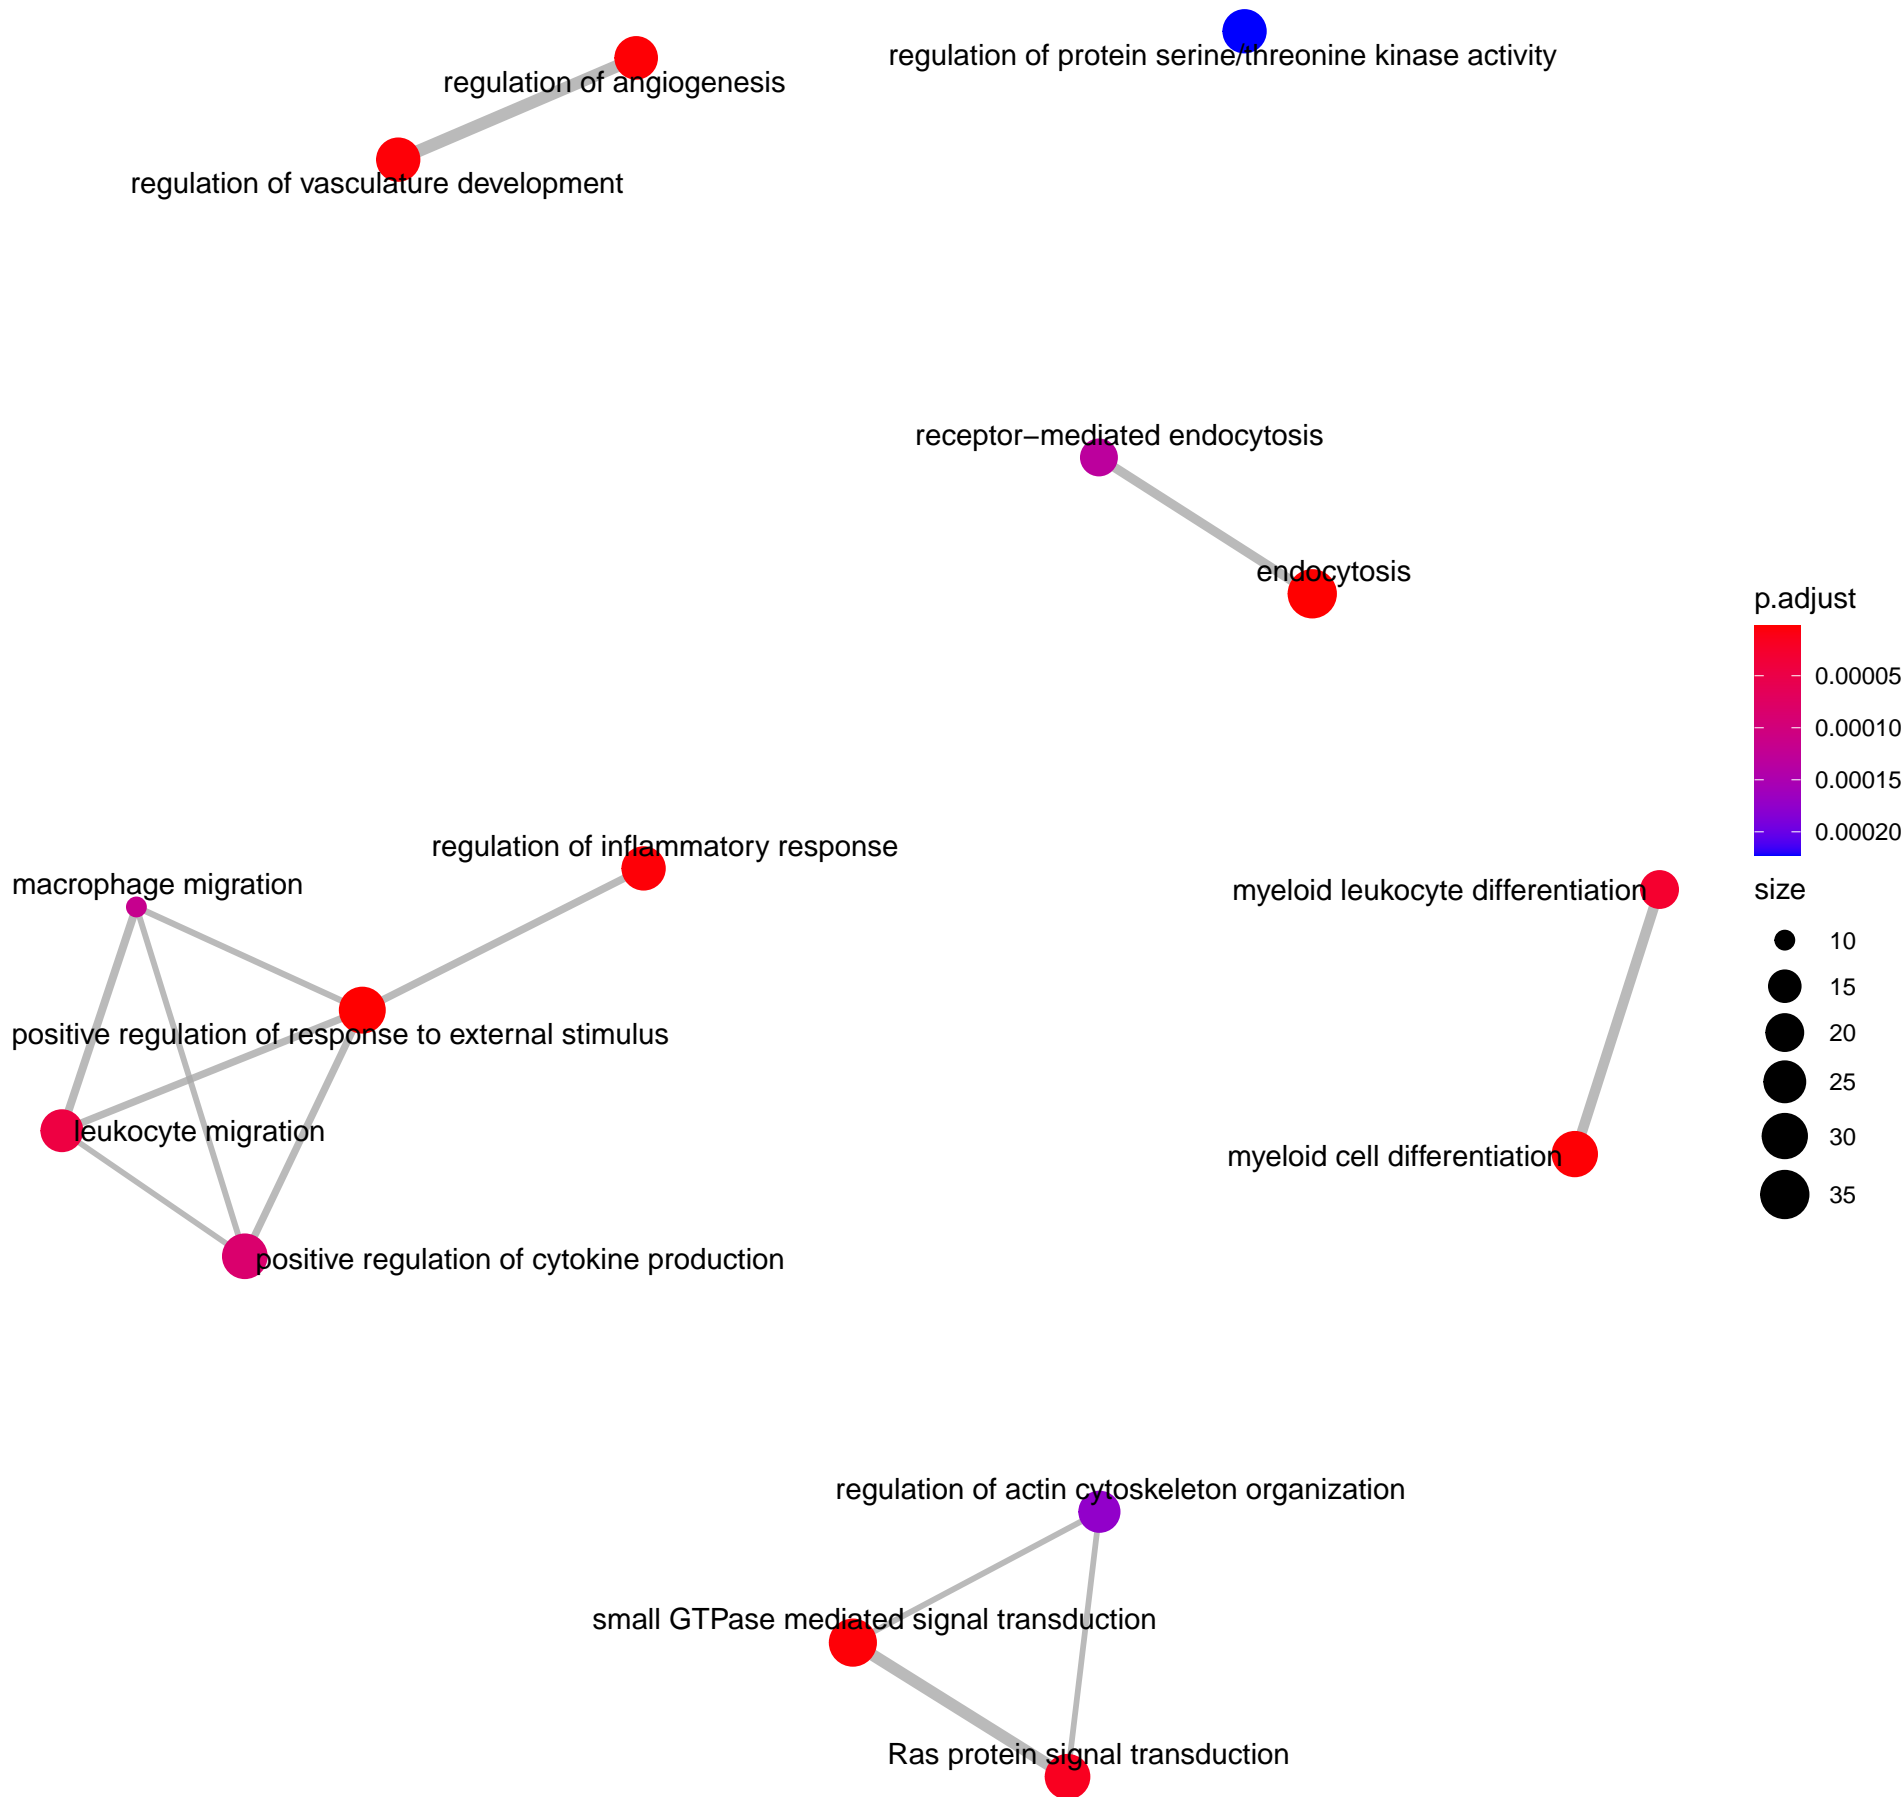 regulation of protein serine/threonine kinase activity
regulation of angiogenesis
regulation of vasculature development
receptor−mediated endocytosis
endocytosis
p.adjust
0.00005
0.00010
0.00015
0.00020
regulation of inflammatory response
macrophage migration
myeloid leukocyte differentiation
positive regulation of response to external stimulus
leukocyte migration
myeloid cell differentiation
positive regulation of cytokine production
size
10
15
20
25
30
35
regulation of actin cytoskeleton organization
small GTPase mediated signal transduction
Ras protein signal transduction